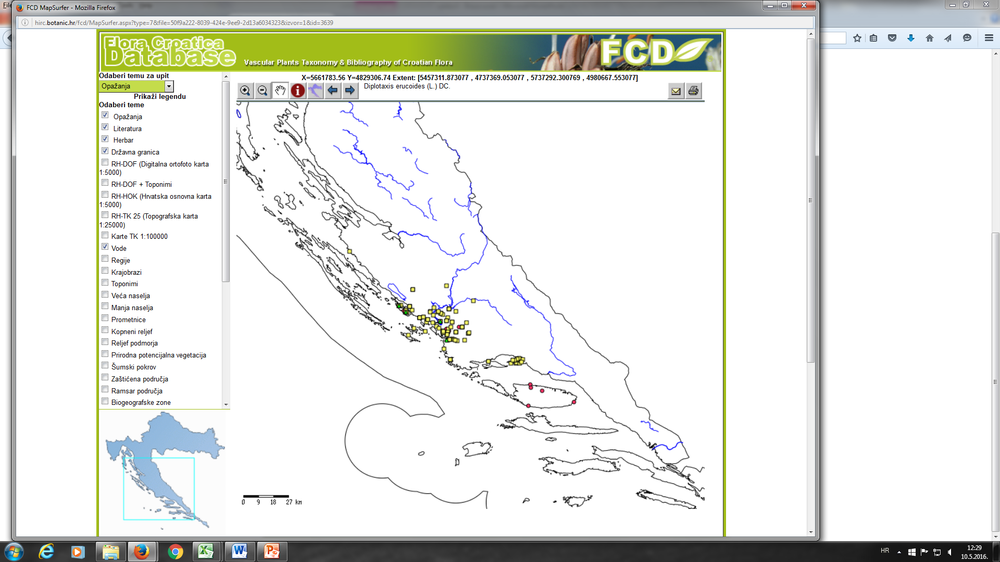 File
FCD MapSurfer - Mozilla Firefox
hirc.botanic.hr/fcd/MapSurfer.aspx?type=7&file=50f9a222-8039-424e-9ee9-2d13a6034323&izvor=1&id=3639
Flora Croatica
Database
Vascular Plants Taxonomy & Bibliography of Croatian Flora
FCD
Odaberi temu za upit
Opažanja
Prikaži legendu
Odaberi teme
Opažanja
Literatura
Herbar
Državna granica
RH-DOF (Digitalna ortofoto karta
1:5000)
RH-DOF + Toponimi
RH-HOK (Hrvatska osnovna karta
1:5000)
RH-TK 25 (Topografska karta
1:25000)
Karte TK 1:100000
Vode
Regije
Krajobrazi
Toponimi
Veća naselja
Manja naselja
Prometnice
Kopneni reljef
Reljef podmorja
Prirodna potencijalna vegetacija
Šumski pokrov
Zaštićena područja
Ramsar područja
Biogeografske zone
X=5661783.56 Y=4829306.74 Extent: [5457311.873077 , 4737369.053077 , 5737292.300769 , 4980667.553077]
Diplotaxis erucoides (L.) DC.
0 9 18 27 km
HR
12:29
10.5.2016.